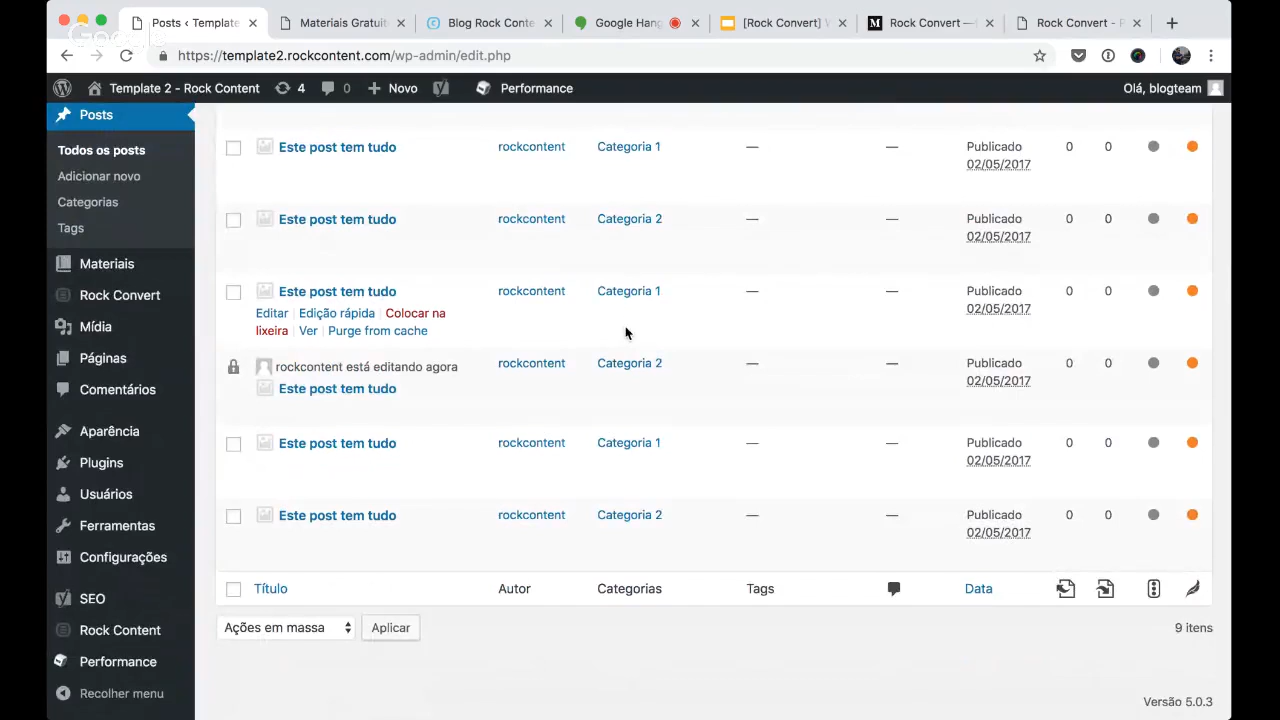 Posts ‹ Template
Materiais Gratuit
Blog Rock Conte
Google Hang
[Rock Convert] W
Rock Convert —
Rock Convert - P
https://template2.rockcontent.com/wp-admin/edit.php
Template 2 - Rock Content
4
0
Novo
Performance
Olá, blogteam
Posts
Todos os posts
Adicionar novo
Categorias
Tags
Materiais
Rock Convert
Mídia
Páginas
Comentários
Aparência
Plugins
Usuários
Ferramentas
Configurações
SEO
Rock Content
Performance
Recolher menu
Este post tem tudo rockcontent Categoria 1 — — Publicado 0 0
02/05/2017
Este post tem tudo rockcontent Categoria 2 — — Publicado 0 0
02/05/2017
Este post tem tudo rockcontent Categoria 1 — — Publicado 0 0
02/05/2017
Editar | Edição rápida | Colocar na
lixeira | Ver | Purge from cache
rockcontent está editando agora rockcontent Categoria 2 — — Publicado 0 0
02/05/2017
Este post tem tudo
Este post tem tudo rockcontent Categoria 1 — — Publicado 0 0
02/05/2017
Este post tem tudo rockcontent Categoria 2 — — Publicado 0 0
02/05/2017
Título Autor Categorias Tags Data
Ações em massa Aplicar 9 itens
Versão 5.0.3